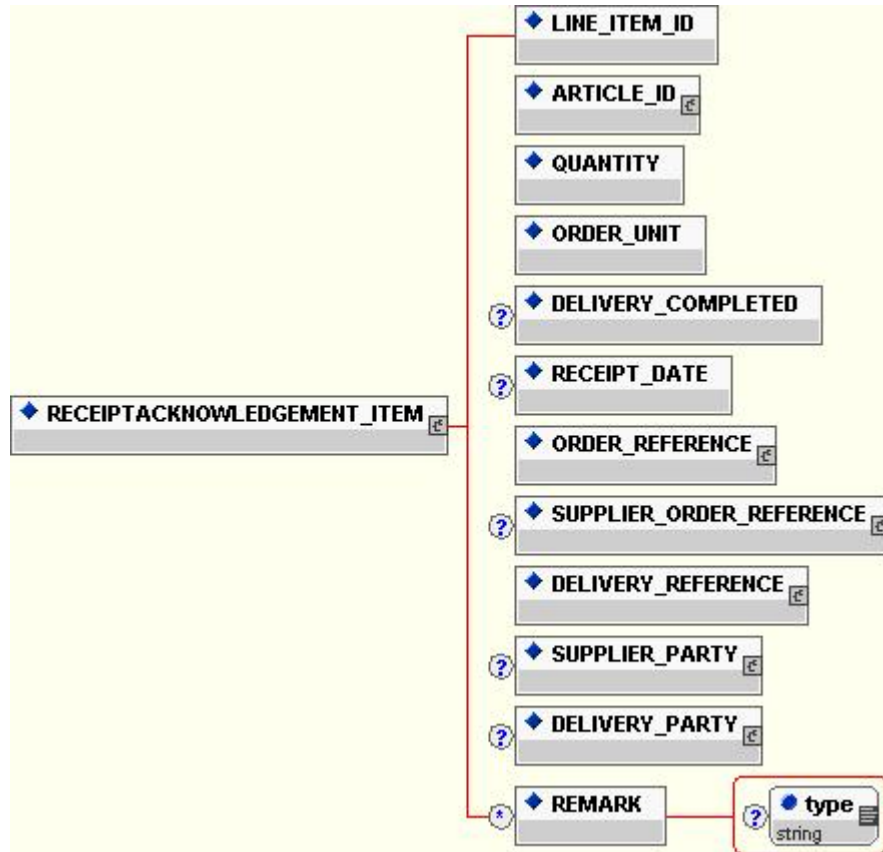 LINE_ITEM_ID
ARTICLE_ID
QUANTITY
ORDER_UNIT
? DELIVERY_COMPLETED
? RECEIPT_DATE
RECEIPTACKNOWLEDGEMENT_ITEM
ORDER_REFERENCE
? SUPPLIER_ORDER_REFERENCE
DELIVERY_REFERENCE
? SUPPLIER_PARTY
? DELIVERY_PARTY
* REMARK
? type
string